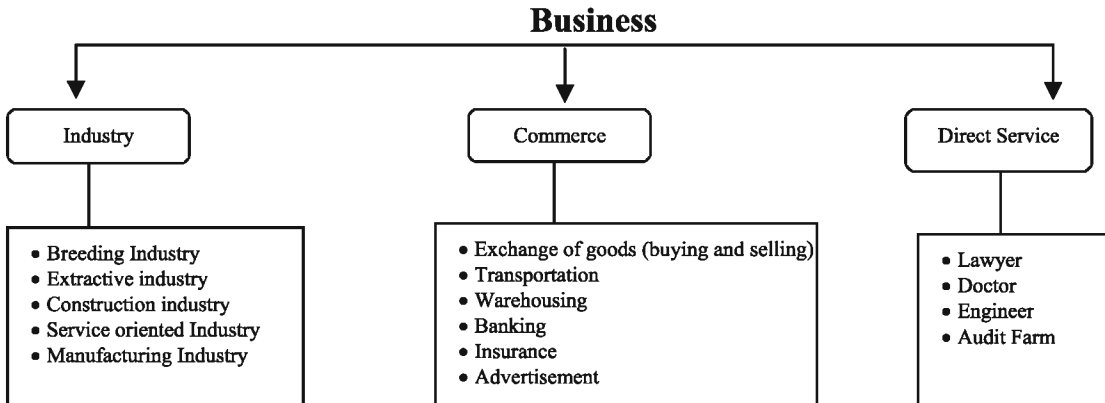 Business
Industry
Commerce
Direct Service
• Breeding Industry
• Extractive industry
• Construction industry
• Service oriented Industry
• Manufacturing Industry
• Exchange of goods (buying and selling)
• Transportation
• Warehousing
• Banking
• Insurance
• Advertisement
• Lawyer
• Doctor
• Engineer
• Audit Farm